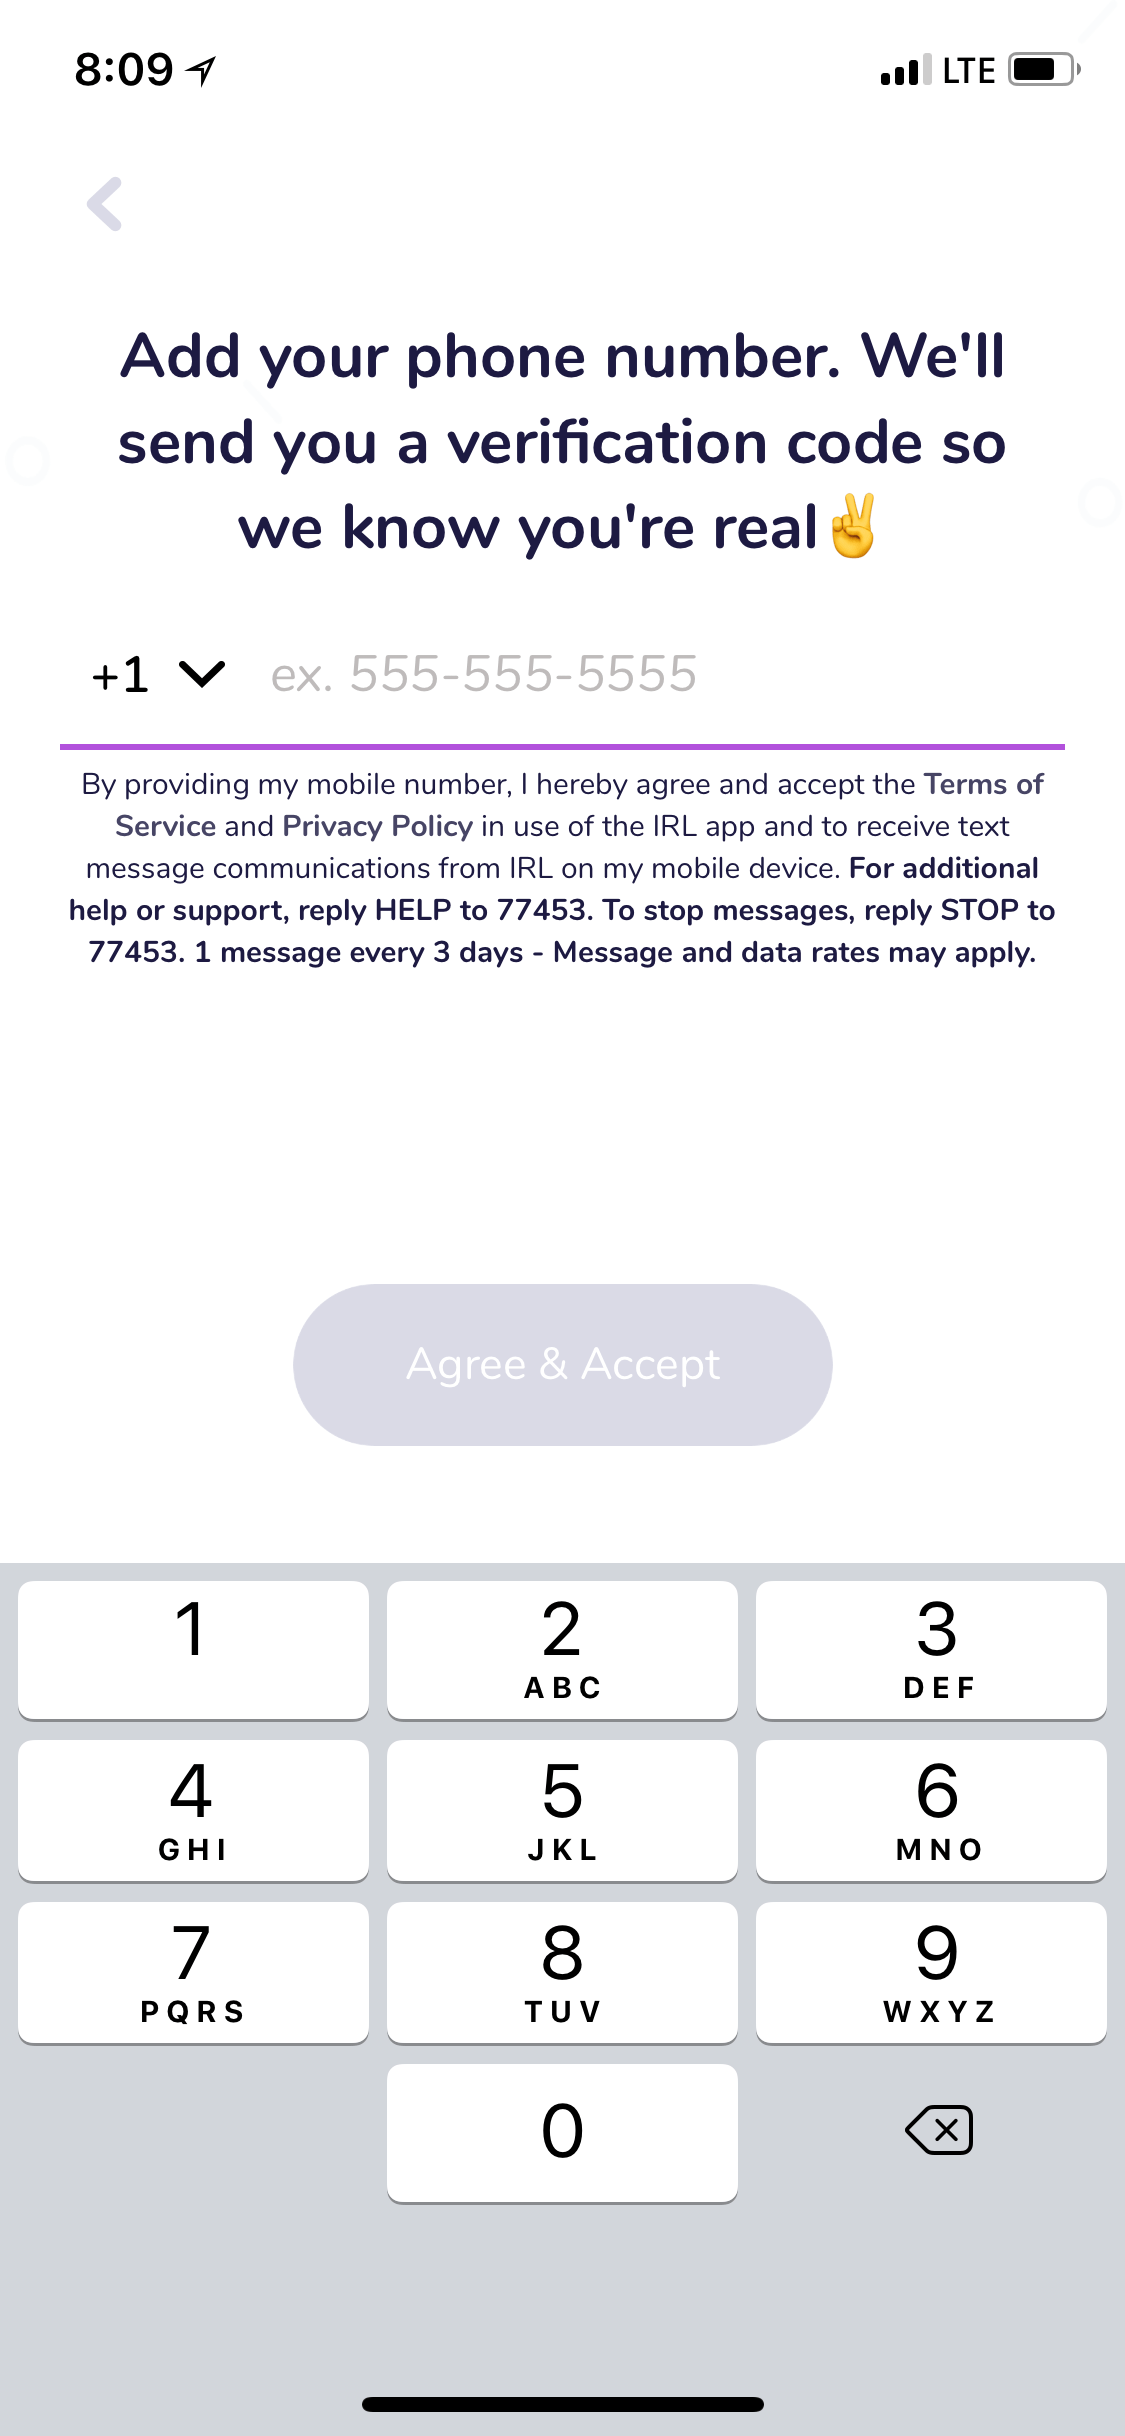 8:09 LTE
Add your phone number. We'll
send you a verification code so
we know you're real✌️
+1 ex. 555-555-5555
By providing my mobile number, I hereby agree and accept the Terms of
Service and Privacy Policy in use of the IRL app and to receive text
message communications from IRL on my mobile device. For additional
help or support, reply HELP to 77453. To stop messages, reply STOP to
77453. 1 message every 3 days - Message and data rates may apply.
Agree & Accept
1 2 3
ABC DEF
4 5 6
GHI JKL MNO
7 8 9
PQRS TUV WXYZ
0